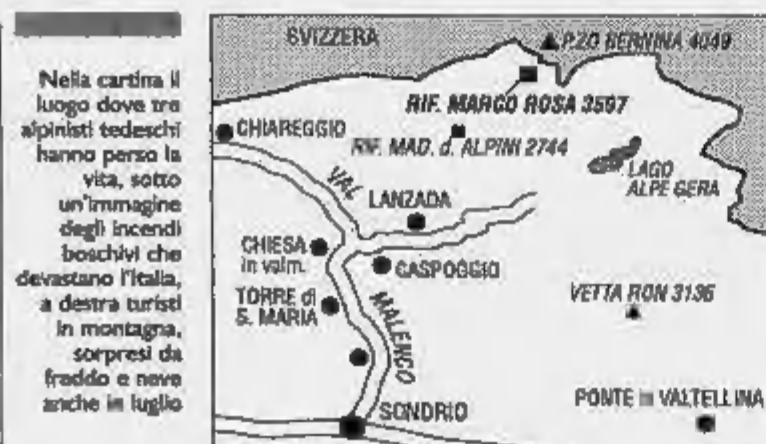 Nella cartina il
luogo dove tre
alpinisti tedeschi
hanno perso la
vita, sotto
un'immagine
degli incendi
boschivi che
devastano l'Italia,
a destra turisti
in montagna,
sorpresi da
freddo e neve
anche in luglio
SVIZZERA
P.ZO BERNINA 4049
RIF. MARCO ROSA 3597
CHIAREGGIO
RIF. MAD. d. ALPINI 2744
LAGO
ALPE GERA
VAL
LANZADA
CHIESA
in valm.
CASPOGGIO
TORRE di
S. MARIA
MALENCO
VETTA RON 3136
SONDRIO
PONTE in VALTELLINA